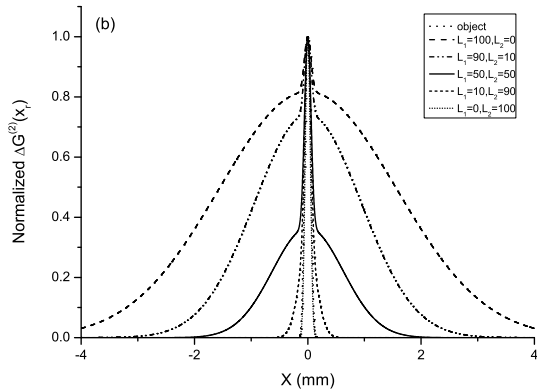 (b)
object
L₁=100,L₂=0
L₁=90,L₂=10
L₁=50,L₂=50
L₁=10,L₂=90
L₁=0,L₂=100
Normalized ΔG⁽²⁾(xᵣ)
1.0
0.8
0.6
0.4
0.2
0.0
-4 -2 0 2 4
X (mm)